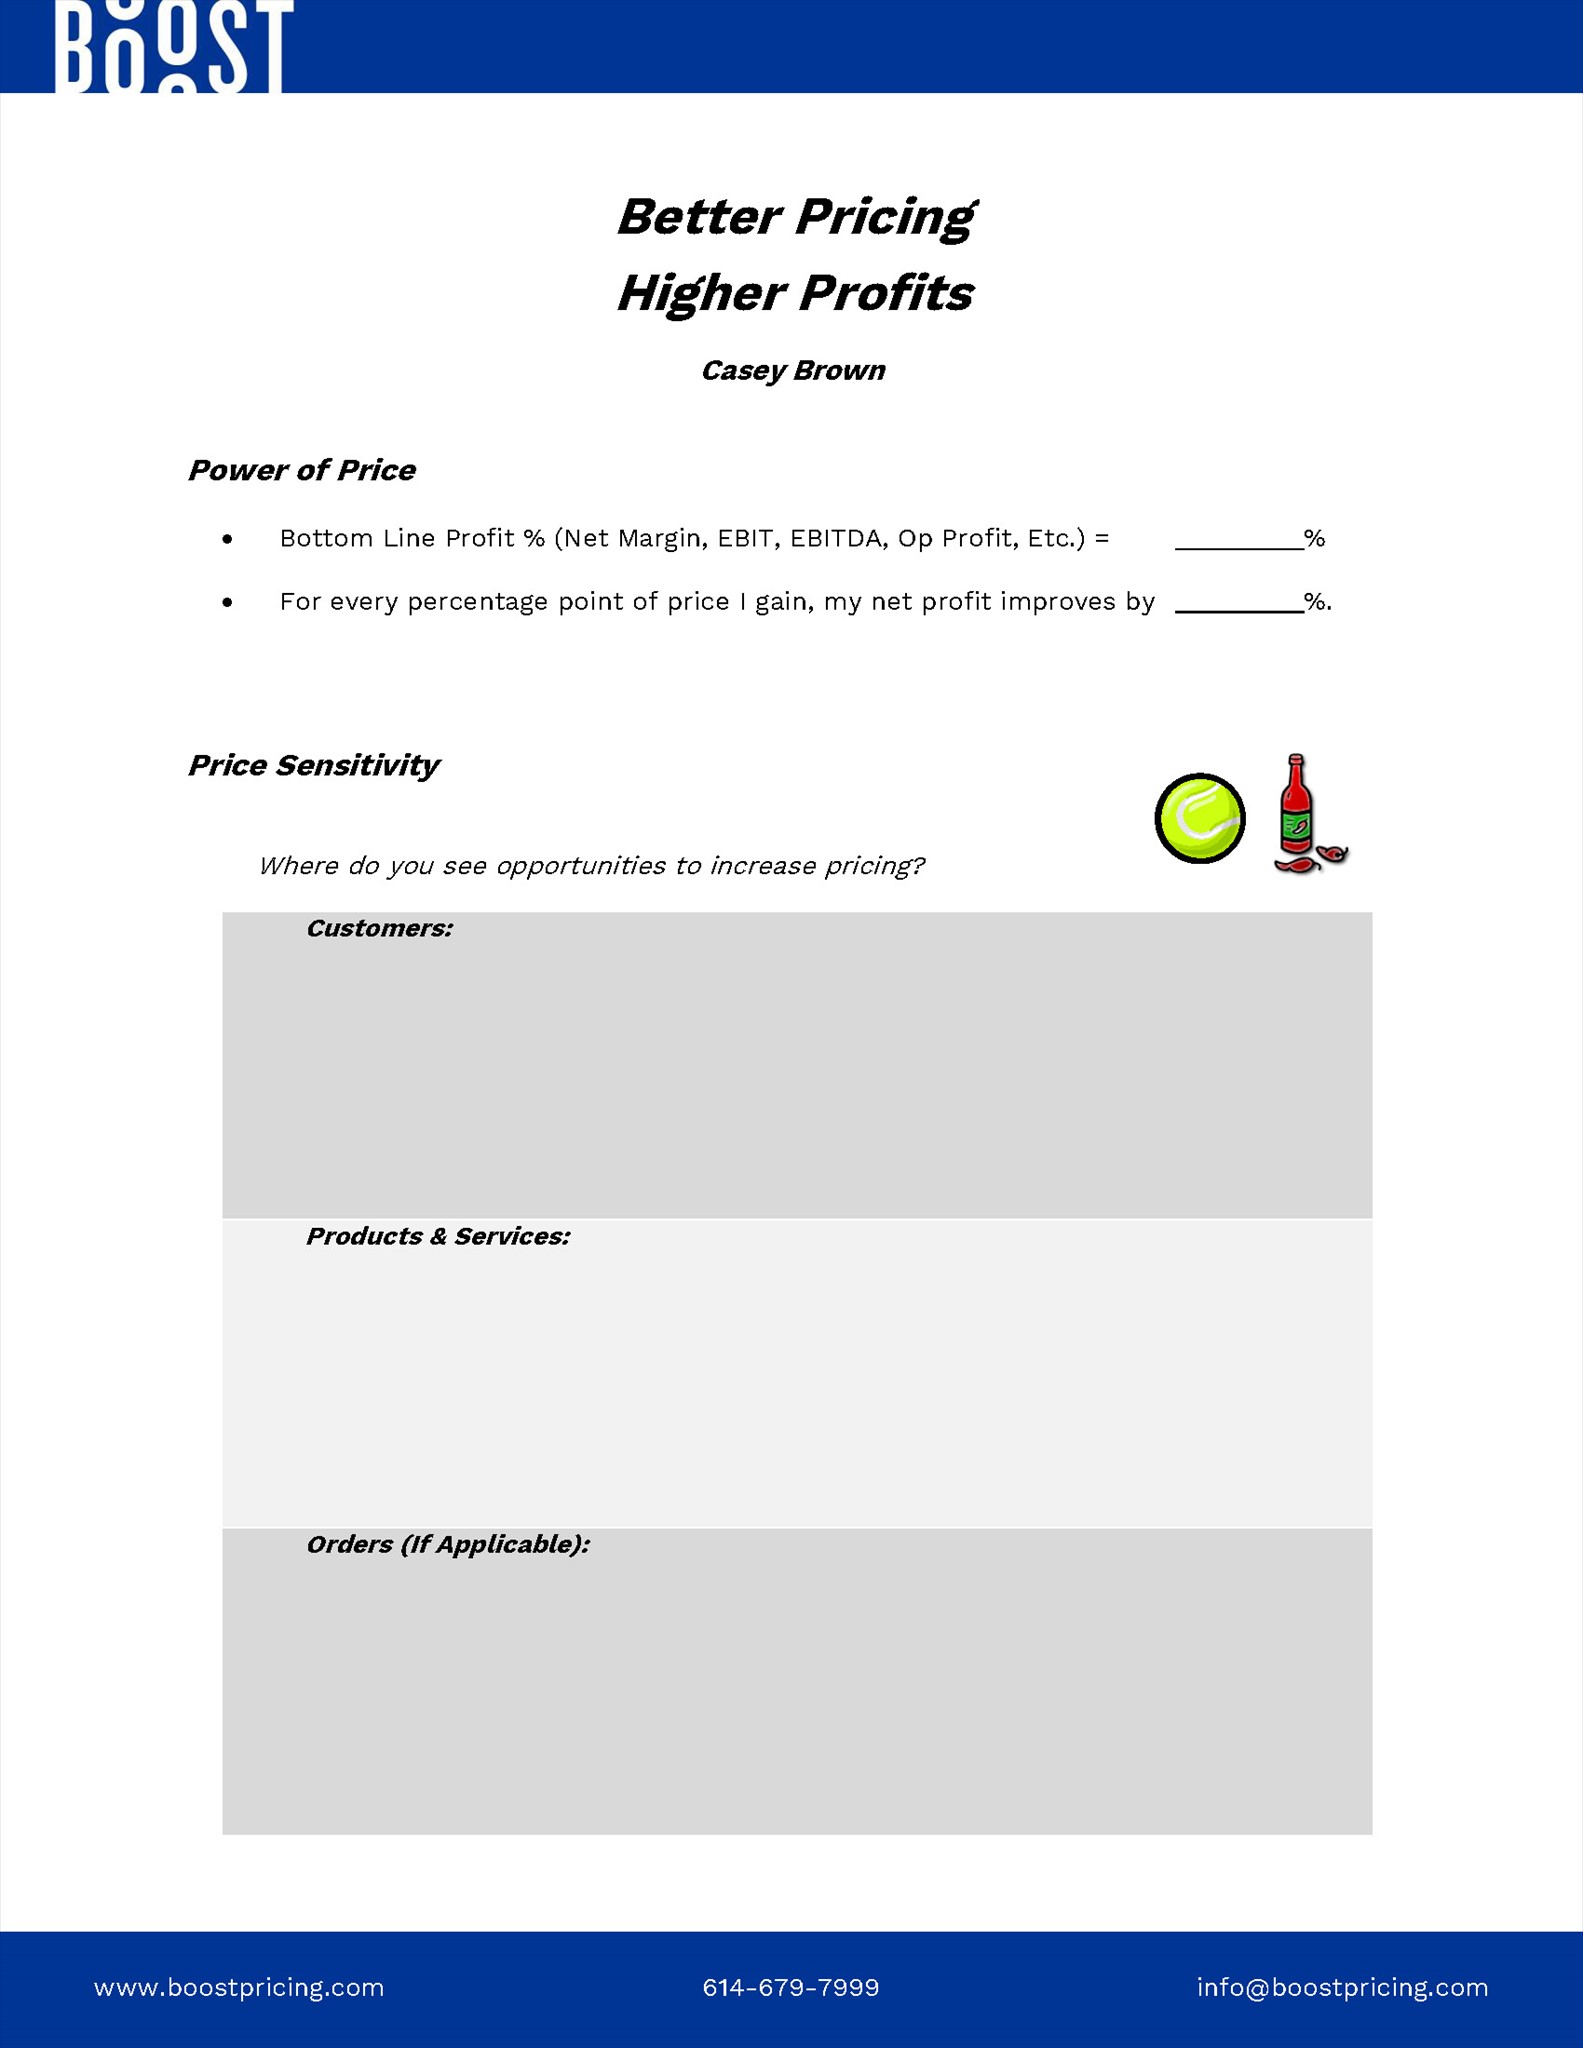 BOOST
Better Pricing
Higher Profits
Casey Brown
Power of Price
• Bottom Line Profit % (Net Margin, EBIT, EBITDA, Op Profit, Etc.) = __________%
• For every percentage point of price I gain, my net profit improves by __________%.
Price Sensitivity
Where do you see opportunities to increase pricing?
Customers:
Products & Services:
Orders (If Applicable):
www.boostpricing.com 614-679-7999 info@boostpricing.com